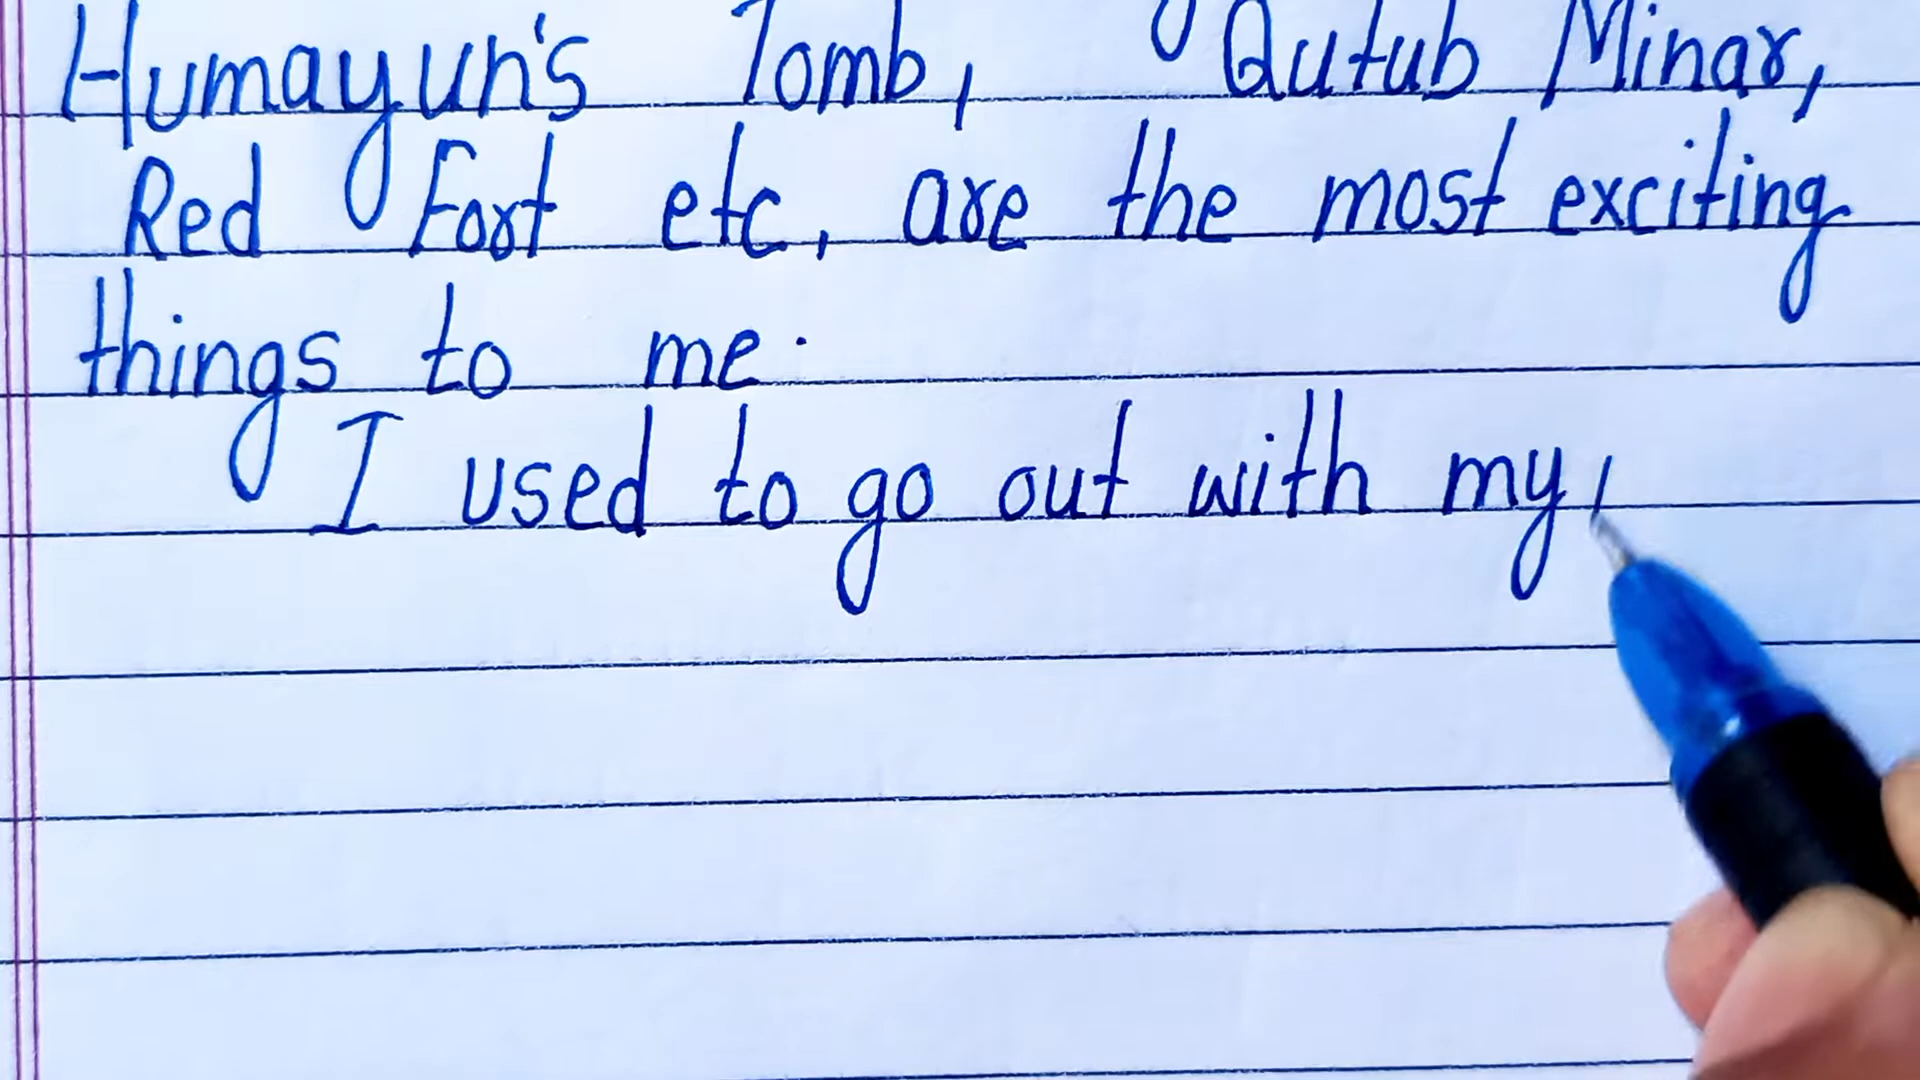 Humayun's Tomb, Qutub Minar,
Red Fort etc, are the most exciting
things to me.
I used to go out with my